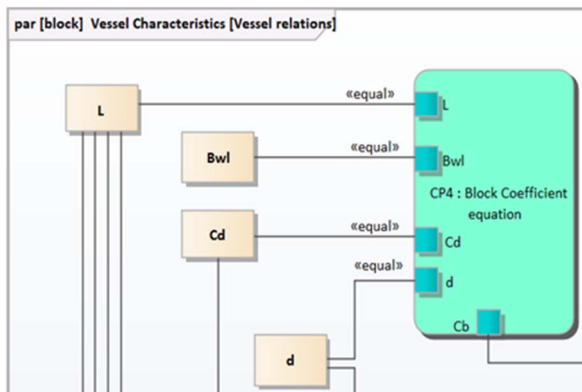 par [block] Vessel Characteristics [Vessel relations]
«equal»
L
L
«equal»
Bwl
Bwl
CP4 : Block Coefficient
equation
«equal»
Cd
Cd
«equal»
d
Cb
d